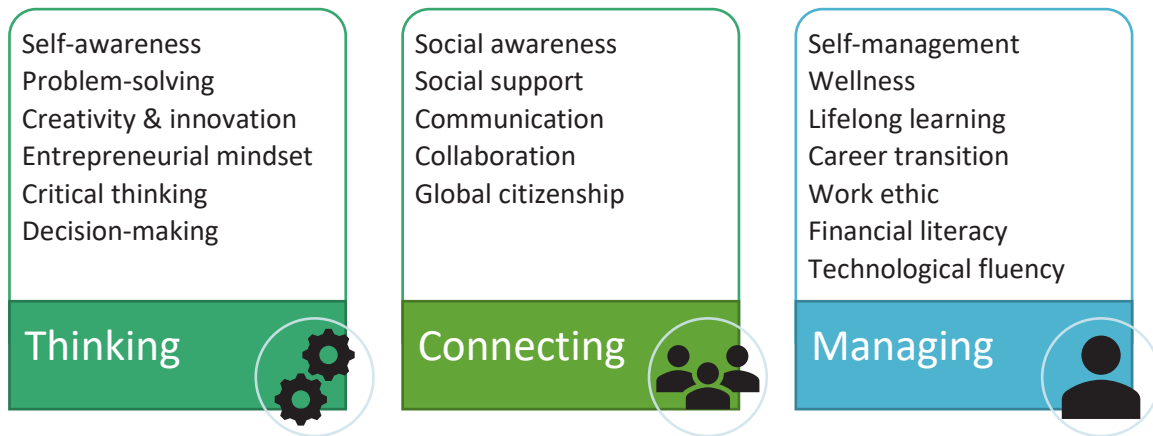 Self-awareness
Problem-solving
Creativity & innovation
Entrepreneurial mindset
Critical thinking
Decision-making
Thinking
Social awareness
Social support
Communication
Collaboration
Global citizenship
Connecting
Self-management
Wellness
Lifelong learning
Career transition
Work ethic
Financial literacy
Technological fluency
Managing